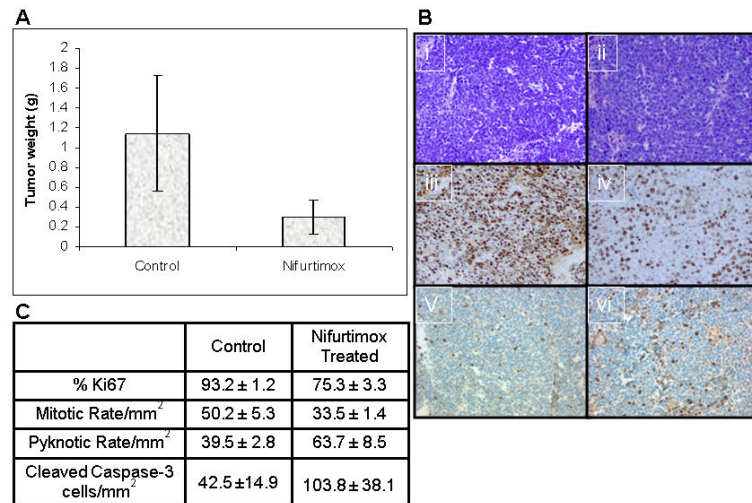 A
Tumor weight (g)
2
1.8
1.6
1.4
1.2
1
0.8
0.6
0.4
0.2
0
Control
Nifurtimox
B
i
ii
iii
iv
v
vi
C
Control
Nifurtimox Treated
% Ki67
93.2 ± 1.2
75.3 ± 3.3
Mitotic Rate/mm²
50.2 ± 5.3
33.5 ± 1.4
Pyknotic Rate/mm²
39.5 ± 2.8
63.7 ± 8.5
Cleaved Caspase-3
cells/mm²
42.5 ±14.9
103.8± 38.1